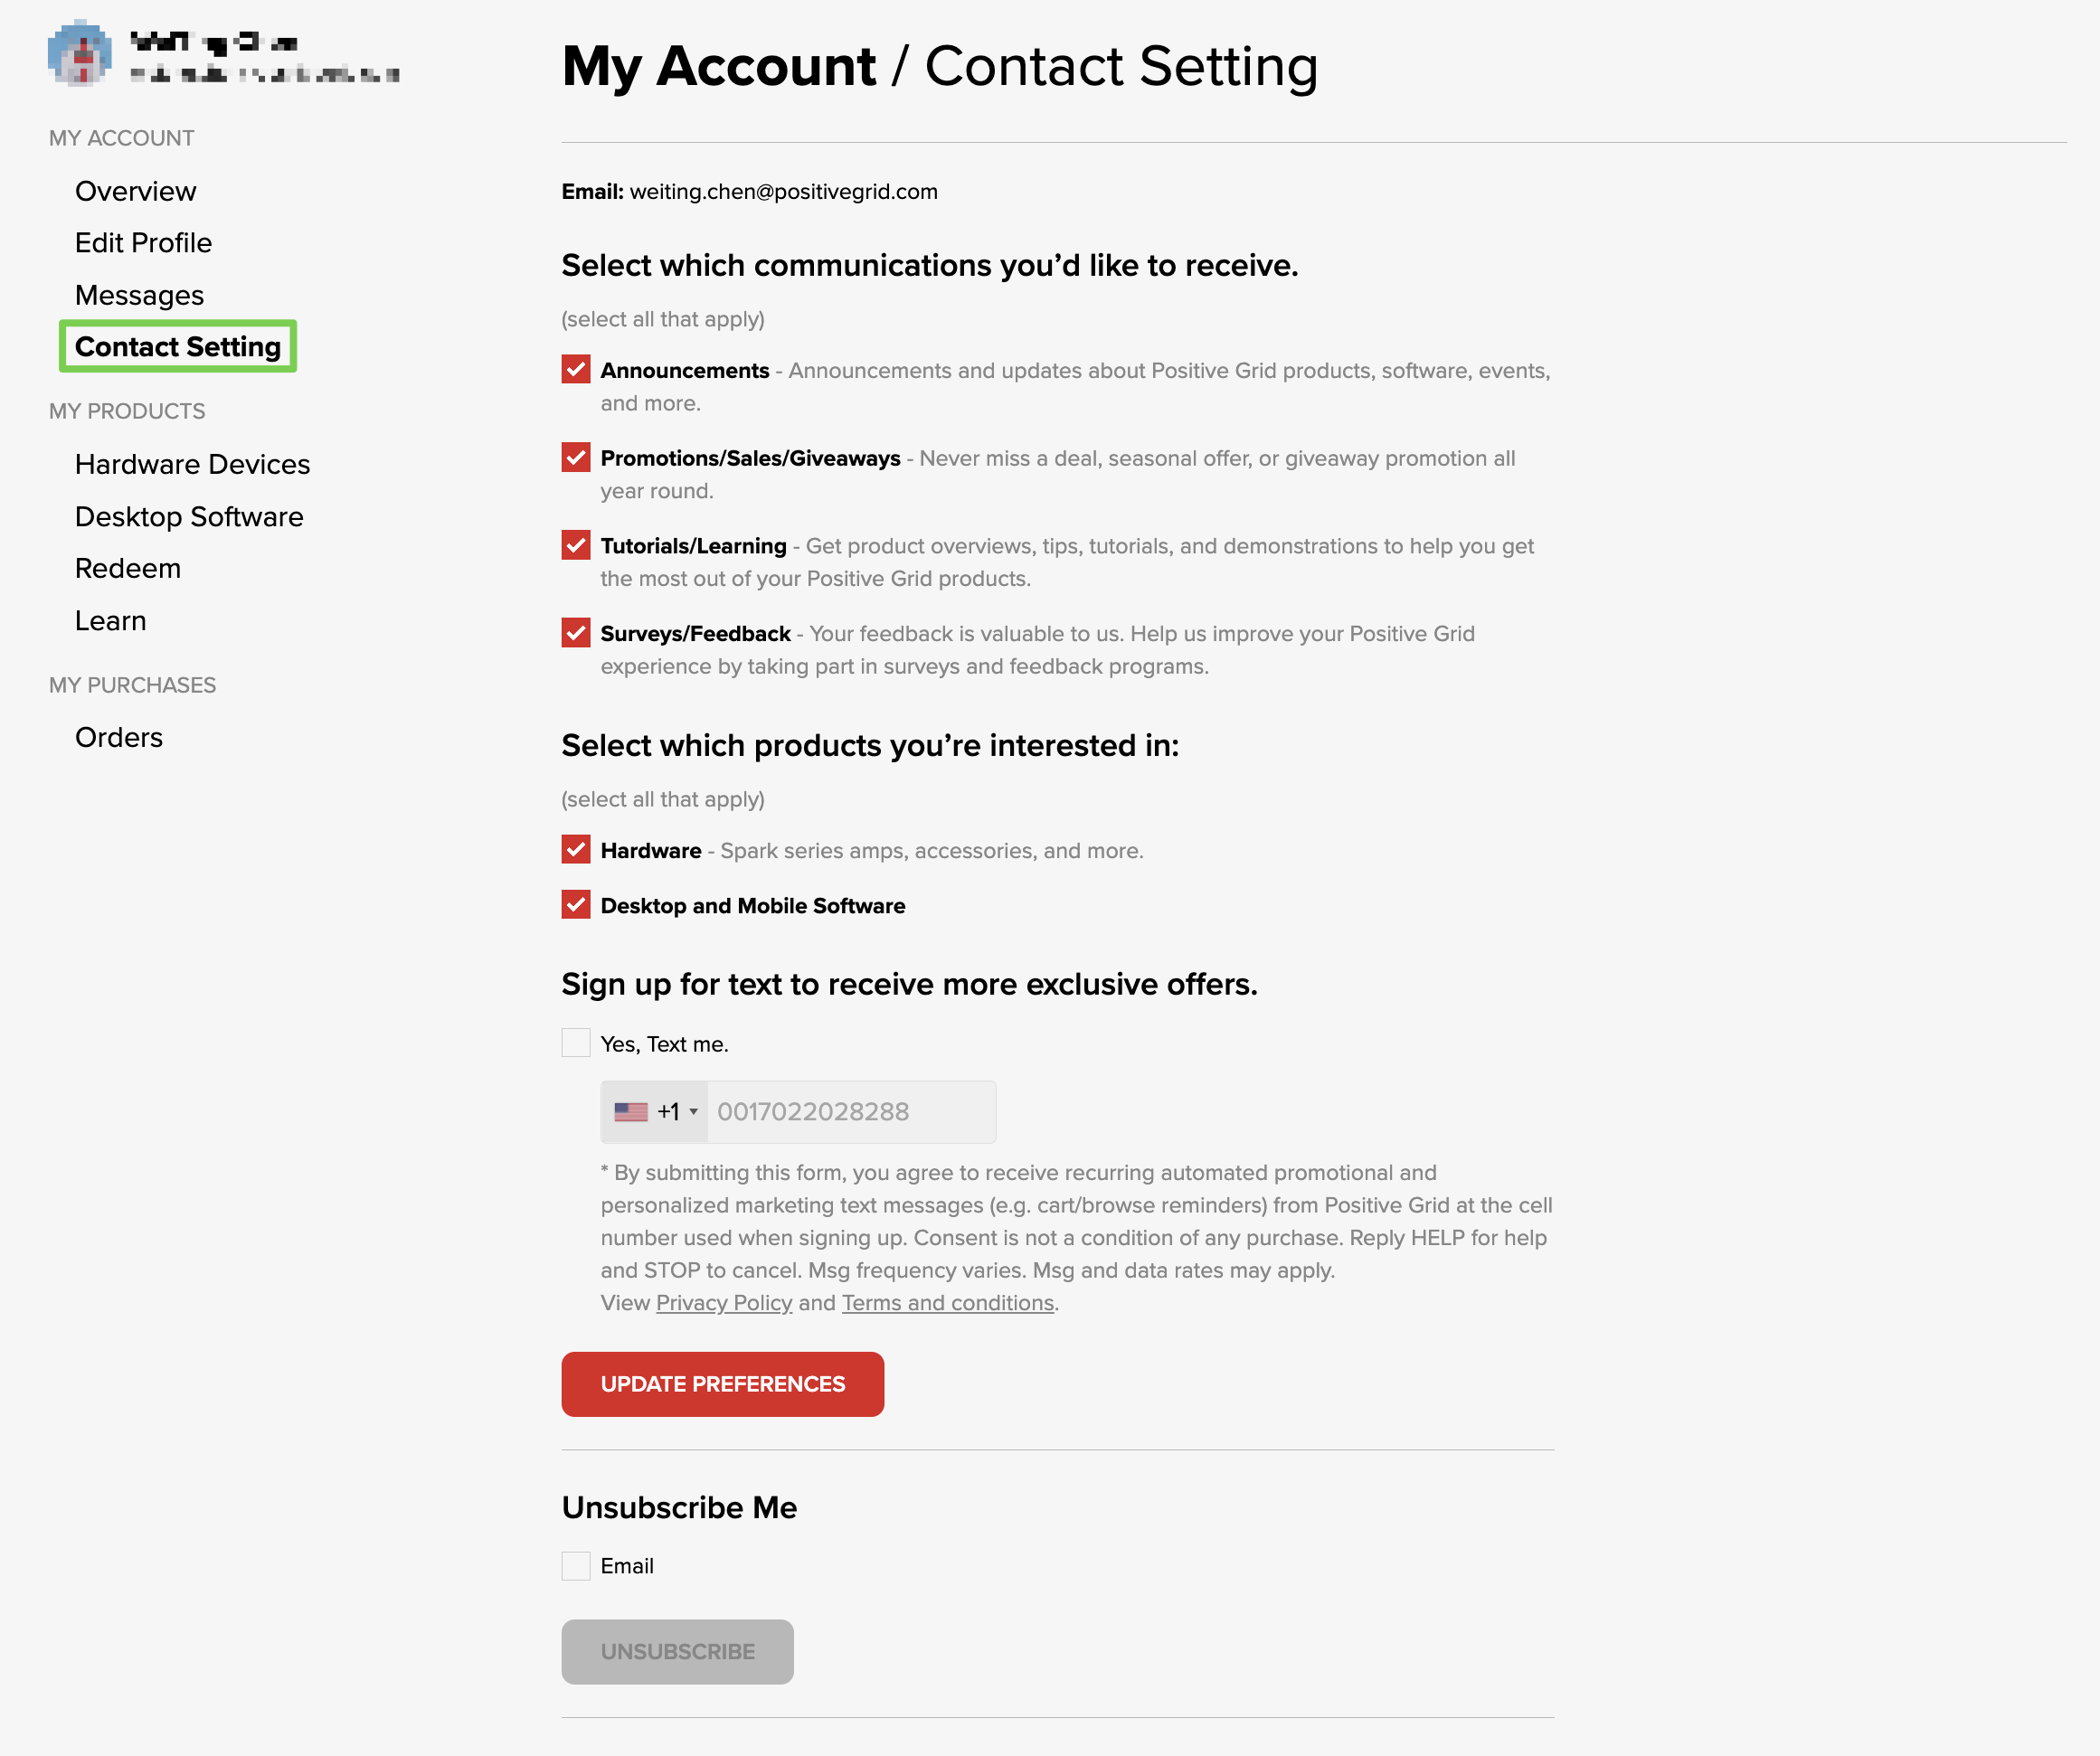 My Account / Contact Setting
MY ACCOUNT
Overview
Edit Profile
Messages
Contact Setting
MY PRODUCTS
Hardware Devices
Desktop Software
Redeem
Learn
MY PURCHASES
Orders
Email: weiting.chen@positivegrid.com
Select which communications you’d like to receive.
(select all that apply)
Announcements - Announcements and updates about Positive Grid products, software, events,
and more.
Promotions/Sales/Giveaways - Never miss a deal, seasonal offer, or giveaway promotion all
year round.
Tutorials/Learning - Get product overviews, tips, tutorials, and demonstrations to help you get
the most out of your Positive Grid products.
Surveys/Feedback - Your feedback is valuable to us. Help us improve your Positive Grid
experience by taking part in surveys and feedback programs.
Select which products you’re interested in:
(select all that apply)
Hardware - Spark series amps, accessories, and more.
Desktop and Mobile Software
Sign up for text to receive more exclusive offers.
Yes, Text me.
+1 0017022028288
* By submitting this form, you agree to receive recurring automated promotional and
personalized marketing text messages (e.g. cart/browse reminders) from Positive Grid at the cell
number used when signing up. Consent is not a condition of any purchase. Reply HELP for help
and STOP to cancel. Msg frequency varies. Msg and data rates may apply.
View Privacy Policy and Terms and conditions.
UPDATE PREFERENCES
Unsubscribe Me
Email
UNSUBSCRIBE